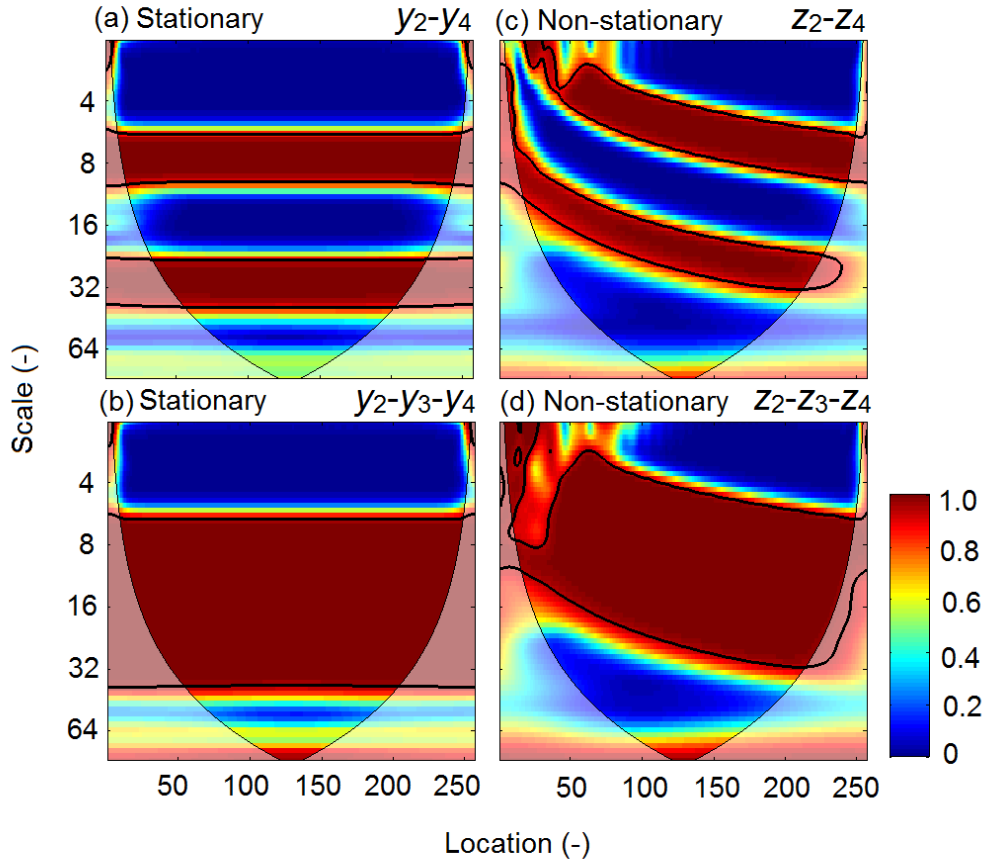 (a) Stationary y2-y4
(c) Non-stationary z2-z4
4
8
16
32
64
(b) Stationary y2-y3-y4
(d) Non-stationary z2-z3-z4
4
8
16
32
64
Scale (-)
50 100 150 200 250
50 100 150 200 250
Location (-)
1.0
0.8
0.6
0.4
0.2
0